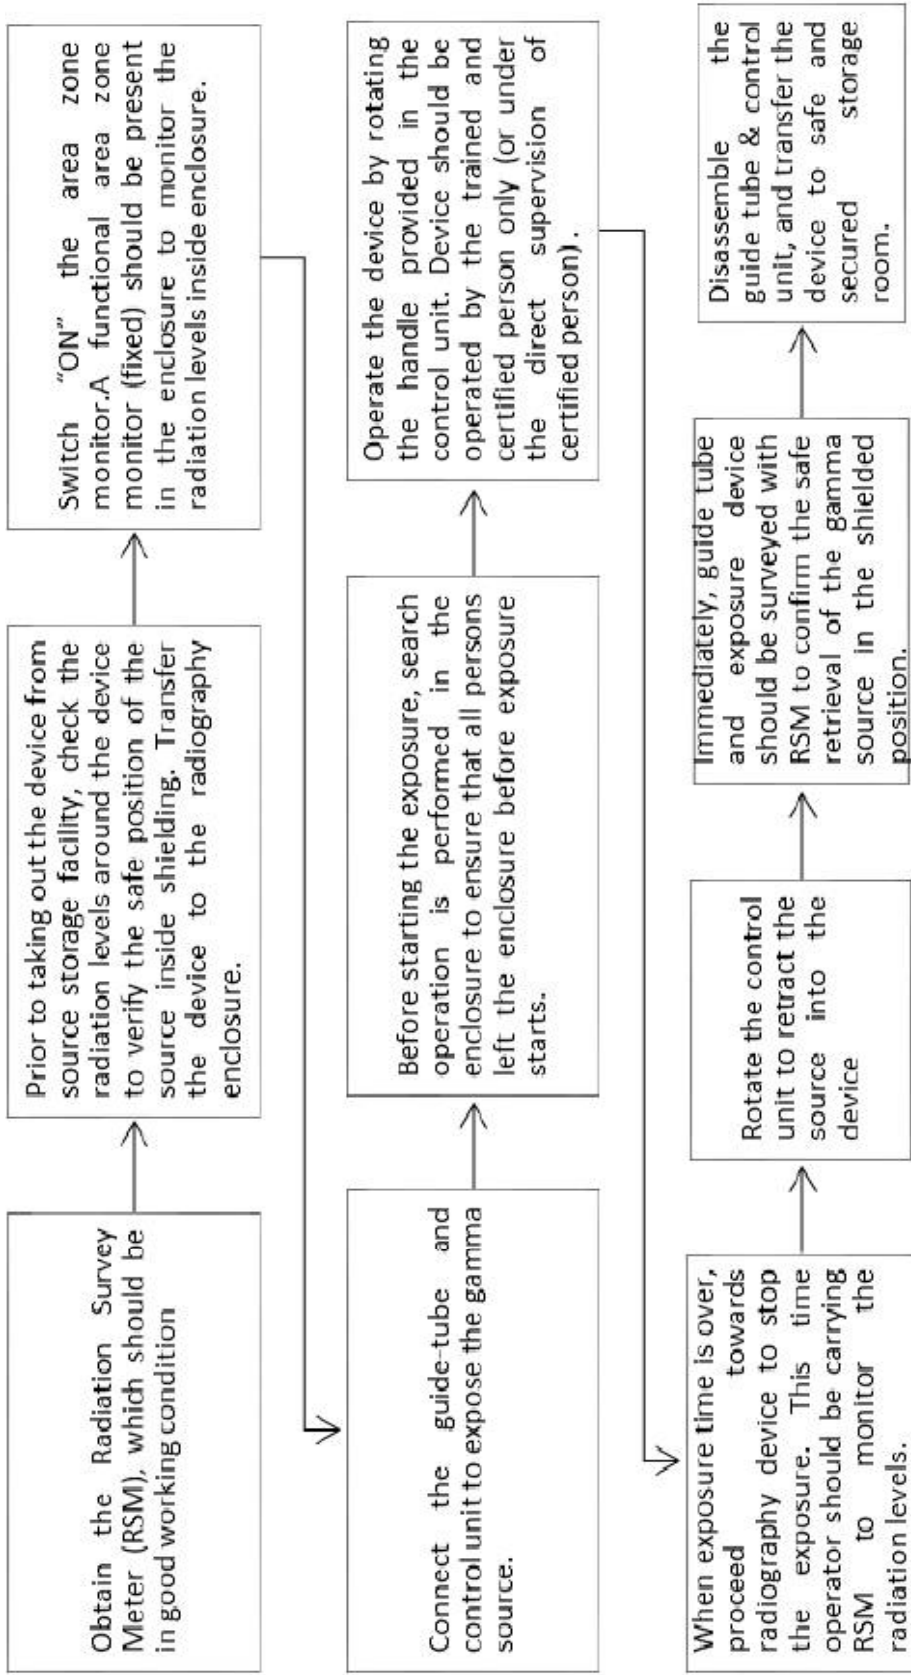 Obtain the Radiation Survey
Meter (RSM), which should be
in good working condition
Prior to taking out the device from
source storage facility, check the
radiation levels around the device
to verify the safe position of the
source inside shielding. Transfer
the device to the radiography
enclosure.
Switch "ON" the area zone
monitor.A functional area zone
monitor (fixed) should be present
in the enclosure to monitor the
radiation levels inside enclosure.
Connect the guide-tube and
control unit to expose the gamma
source.
Before starting the exposure, search
operation is performed in the
enclosure to ensure that all persons
left the enclosure before exposure
starts.
Operate the device by rotating
the handle provided in the
control unit. Device should be
operated by the trained and
certified person only (or under
the direct supervision of
certified person).
When exposure time is over,
proceed towards
radiography device to stop
the exposure. This time
operator should be carrying
RSM to monitor the
radiation levels.
Rotate the control
unit to retract the
source into the
device
Immediately, guide tube
and exposure device
should be surveyed with
RSM to confirm the safe
retrieval of the gamma
source in the shielded
position.
Disassemble the
guide tube & control
unit, and transfer the
device to safe and
secured storage
room.